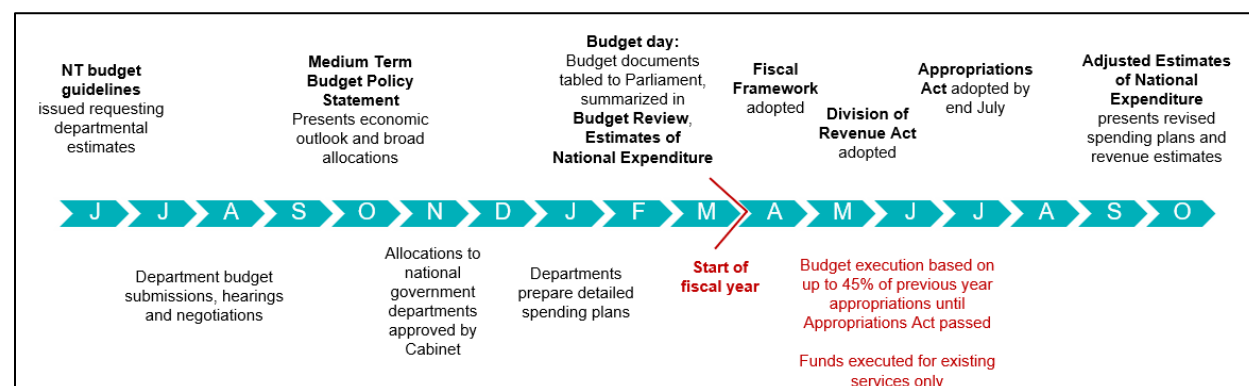 NT budget
guidelines
issued requesting
departmental
estimates
Medium Term
Budget Policy
Statement
Presents economic
outlook and broad
allocations
Budget day:
Budget documents
tabled to Parliament,
summarized in
Budget Review,
Estimates of
National Expenditure
Fiscal
Framework
adopted
Division of
Revenue Act
adopted
Appropriations
Act adopted by
end July
Adjusted Estimates
of National
Expenditure
presents revised
spending plans and
revenue estimates
J J A S O N D J F M A M J J A S O
Department budget
submissions, hearings
and negotiations
Allocations to
national
government
departments
approved by
Cabinet
Departments
prepare detailed
spending plans
Start of
fiscal year
Budget execution based on
up to 45% of previous year
appropriations until
Appropriations Act passed
Funds executed for existing
services only